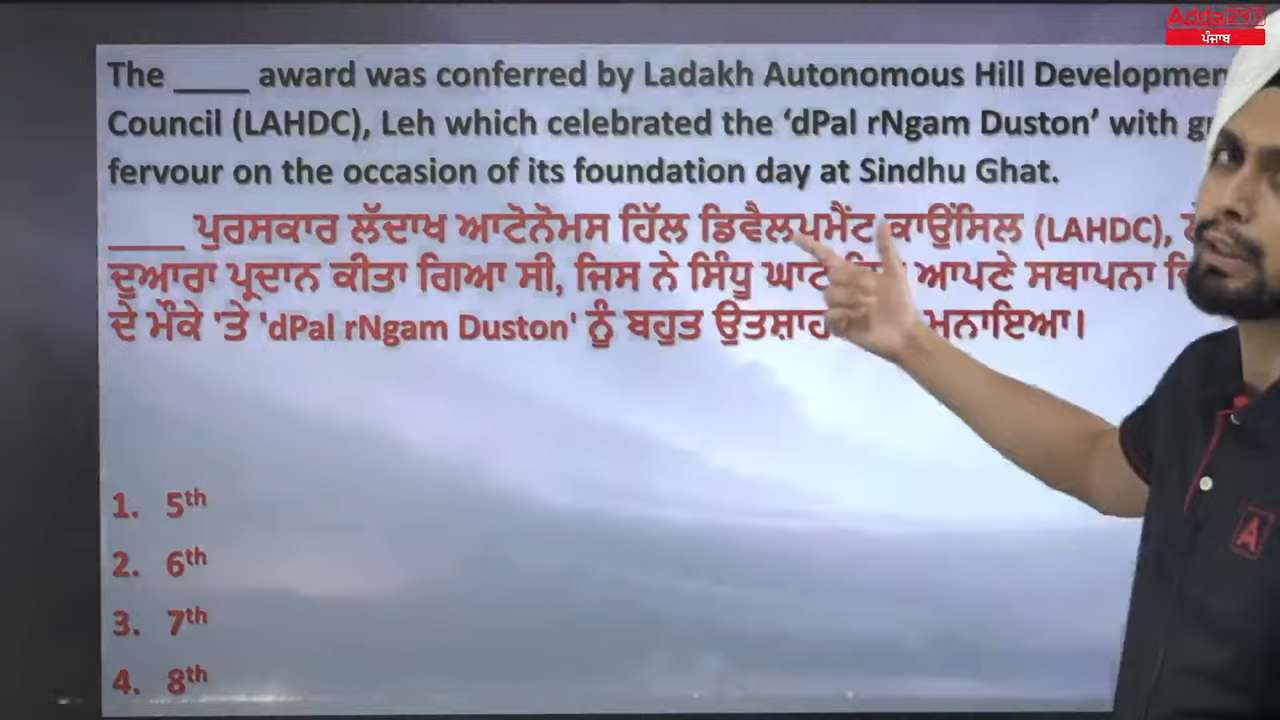 Adda247
ਪੰਜਾਬ
The ____ award was conferred by Ladakh Autonomous Hill
Council (LAHDC), Leh which celebrated the ‘dPal rNgam Duston’ with
fervour on the occasion of its foundation day at Sindhu Ghat.
____ ਪੁਰਸਕਾਰ ਲੱਦਾਖ ਆਟੋਨੋਮਸ ਹਿੱਲ ਡਿਵੈਲਪਮੈਂਟ ਕਾਉਂਸਿਲ (LAHDC),
ਦੁਆਰਾ ਪ੍ਰਦਾਨ ਕੀਤਾ ਗਿਆ ਸੀ, ਜਿਸ ਨੇ ਸਿੰਧੂ ਘਾਟ ਆਪਣੇ ਸਥਾਪਨਾ
ਦੇ ਮੌਕੇ 'ਤੇ 'dPal rNgam Duston' ਨੂੰ ਬਹੁਤ ਮਨਾਇਆ।
1. 5th
2. 6th
3. 7th
4. 8th
A